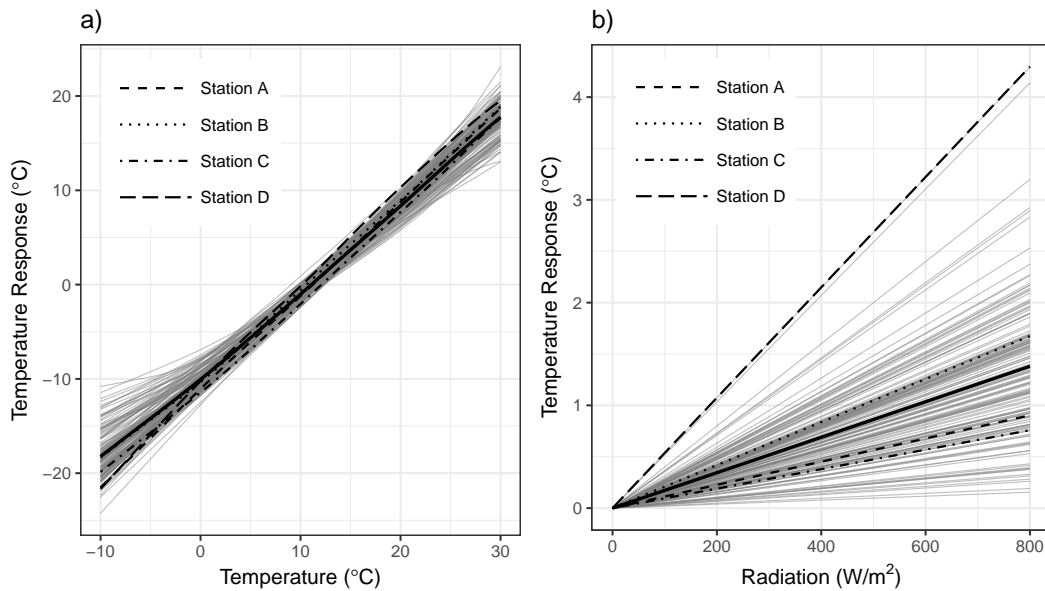 a)
Temperature Response (°C)
20
10
0
−10
−20
Station A
Station B
Station C
Station D
−10 0 10 20 30
Temperature (°C)
b)
Temperature Response (°C)
4
3
2
1
0
Station A
Station B
Station C
Station D
0 200 400 600 800
Radiation (W/m²)